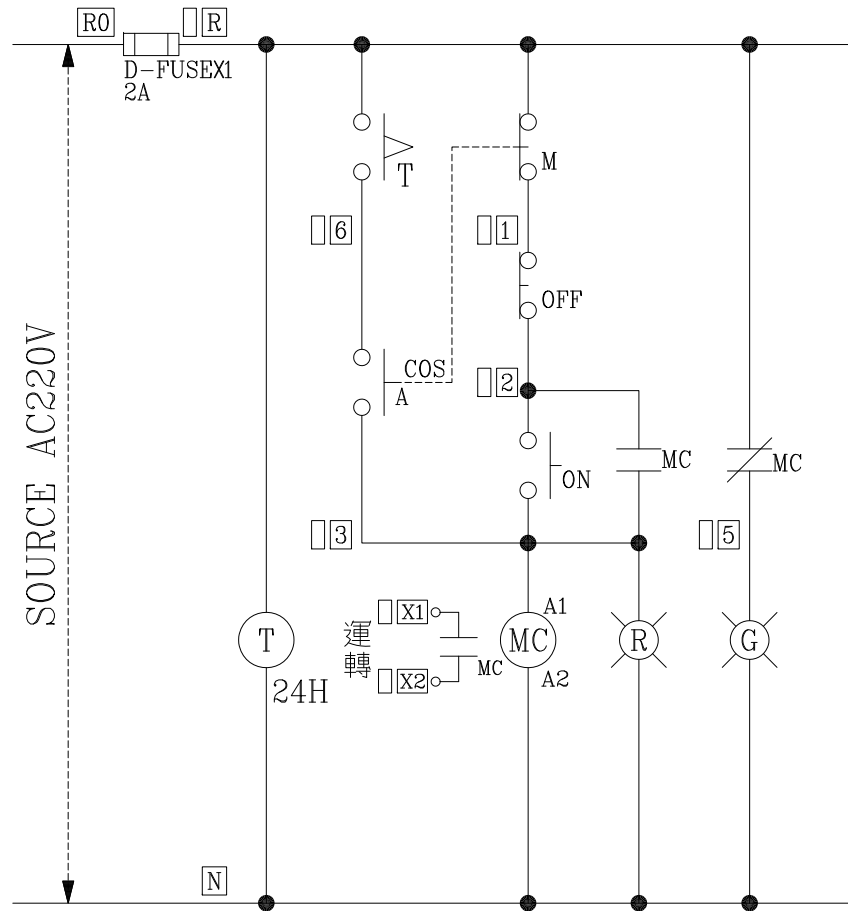 R0 R
D-FUSEX1
2A
T
M
6
1
OFF
COS
A
2
ON
MC
MC
3
5
SOURCE AC220V
運轉
X1
X2
MC
A1
MC
A2
T
24H
R
G
N